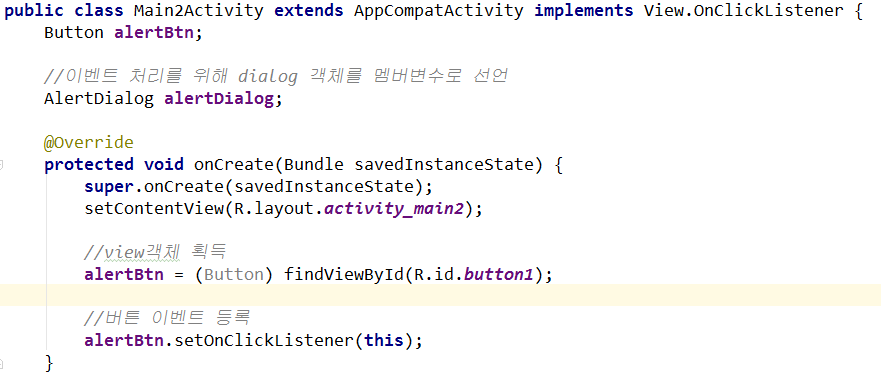 public class Main2Activity extends AppCompatActivity implements View.OnClickListener {
Button alertBtn;
//이벤트 처리를 위해 dialog 객체를 멤버변수로 선언
AlertDialog alertDialog;
@Override
protected void onCreate(Bundle savedInstanceState) {
super.onCreate(savedInstanceState);
setContentView(R.layout.activity_main2);
//view객체 획득
alertBtn = (Button) findViewById(R.id.button1);
//버튼 이벤트 등록
alertBtn.setOnClickListener(this);
}